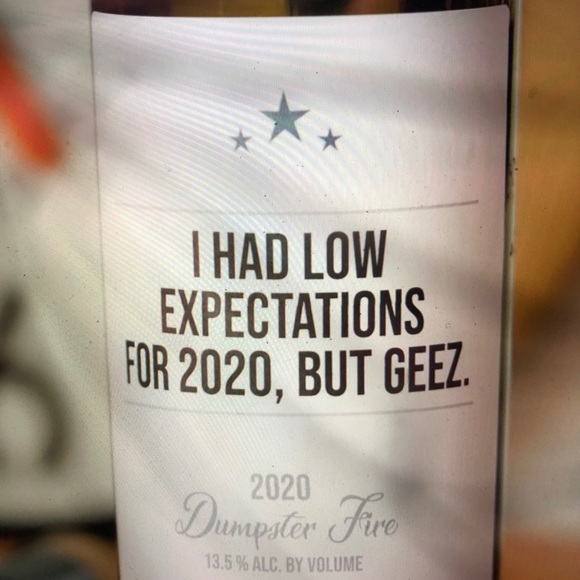 I HAD LOW
EXPECTATIONS
FOR 2020, BUT GEEZ.
2020
Dumpster Fire
13.5 % ALC. BY VOLUME